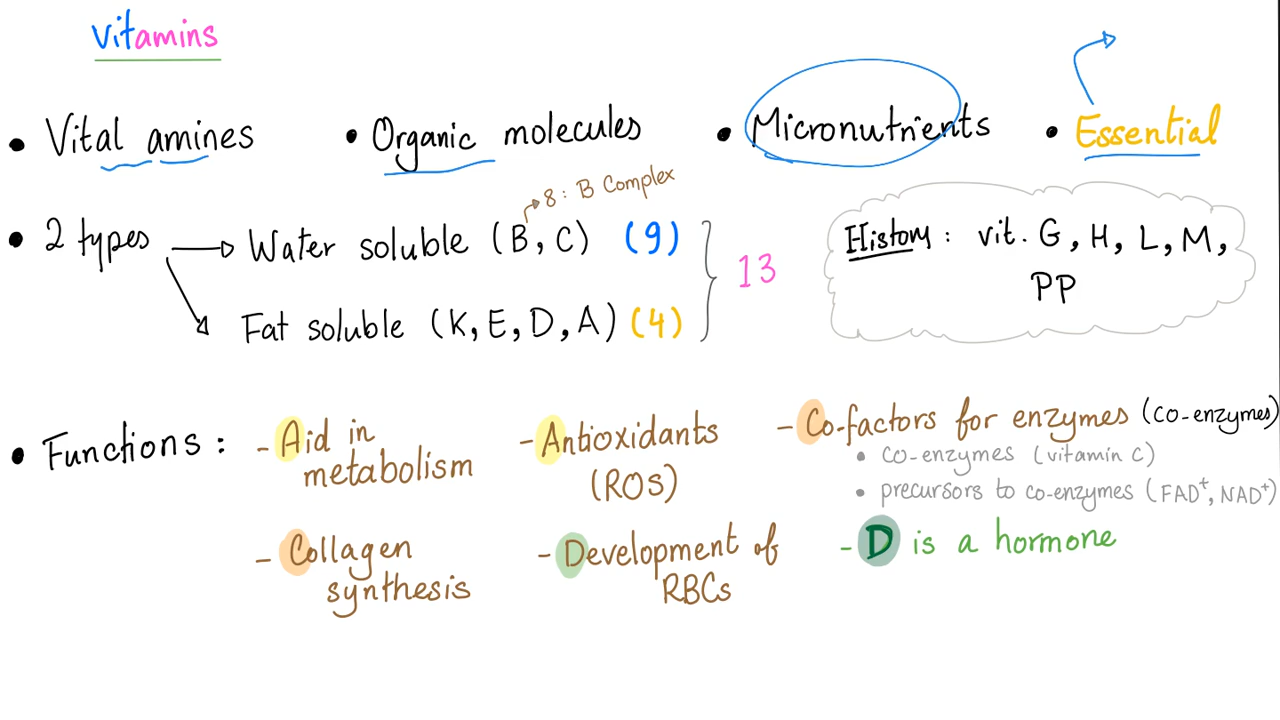 Vitamins
• Vital amines • Organic molecules • Micronutrients • Essential
8: B Complex
• 2 types → Water soluble (B, C) (9)
Fat soluble (K, E, D, A) (4)
13
History: vit. G, H, L, M,
PP
• Functions:
- Aid in
metabolism
- Antioxidants
(ROS)
- Co-factors for enzymes (co-enzymes)
• co-enzymes (vitamin C)
• precursors to co-enzymes (FAD⁺, NAD⁺)
- Collagen
synthesis
- Development of
RBCs
- D is a hormone